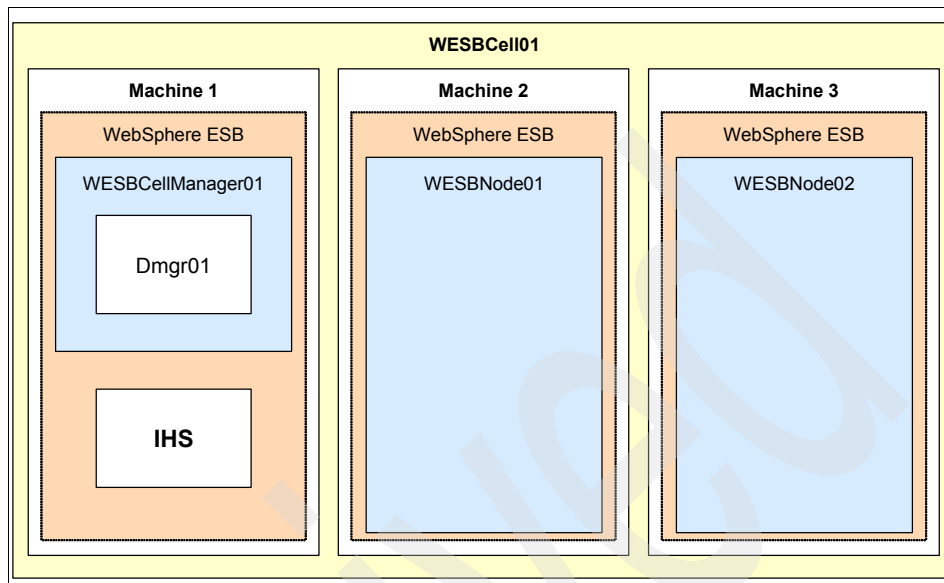 WESBCell01
Machine 1
WebSphere ESB
WESBCellManager01
Dmgr01
IHS
Machine 2
WebSphere ESB
WESBNode01
Machine 3
WebSphere ESB
WESBNode02